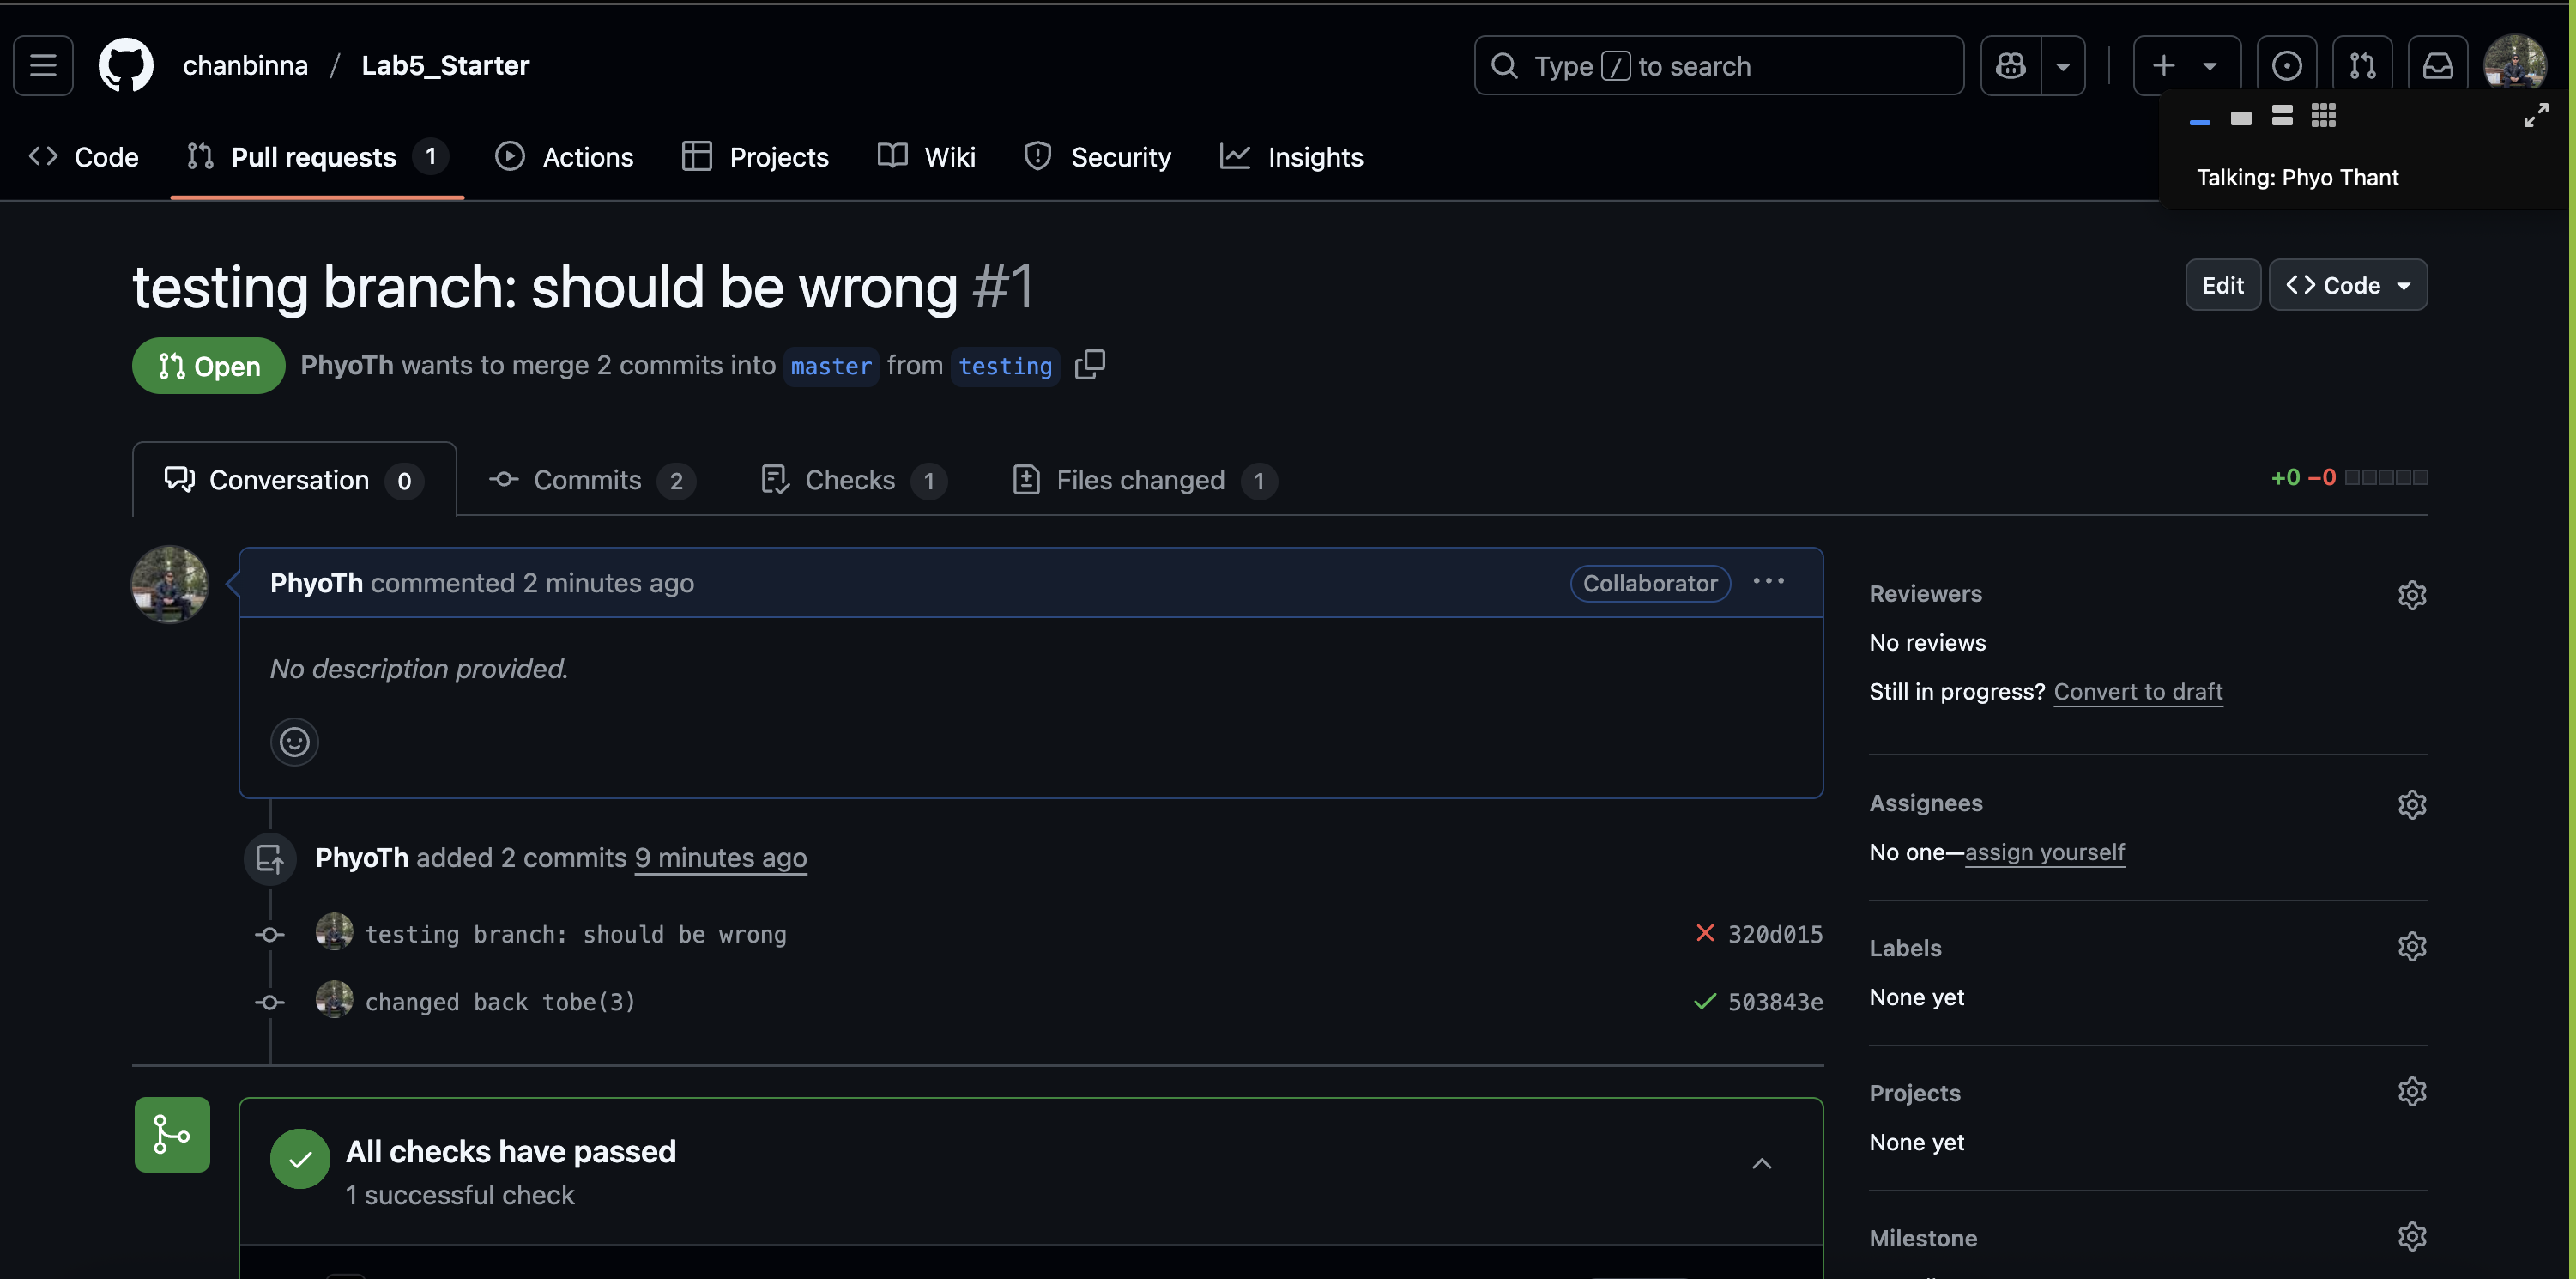 chanbinna / Lab5_Starter
Type / to search
Code
Pull requests 1
Actions
Projects
Wiki
Security
Insights
Talking: Phyo Thant
testing branch: should be wrong #1
Edit
<> Code
Open
PhyoTh wants to merge 2 commits into master from testing
Conversation 0
Commits 2
Checks 1
Files changed 1
+0 −0
PhyoTh commented 2 minutes ago
Collaborator
No description provided.
PhyoTh added 2 commits 9 minutes ago
testing branch: should be wrong
320d015
changed back tobe(3)
503843e
All checks have passed
1 successful check
Reviewers
No reviews
Still in progress? Convert to draft
Assignees
No one—assign yourself
Labels
None yet
Projects
None yet
Milestone